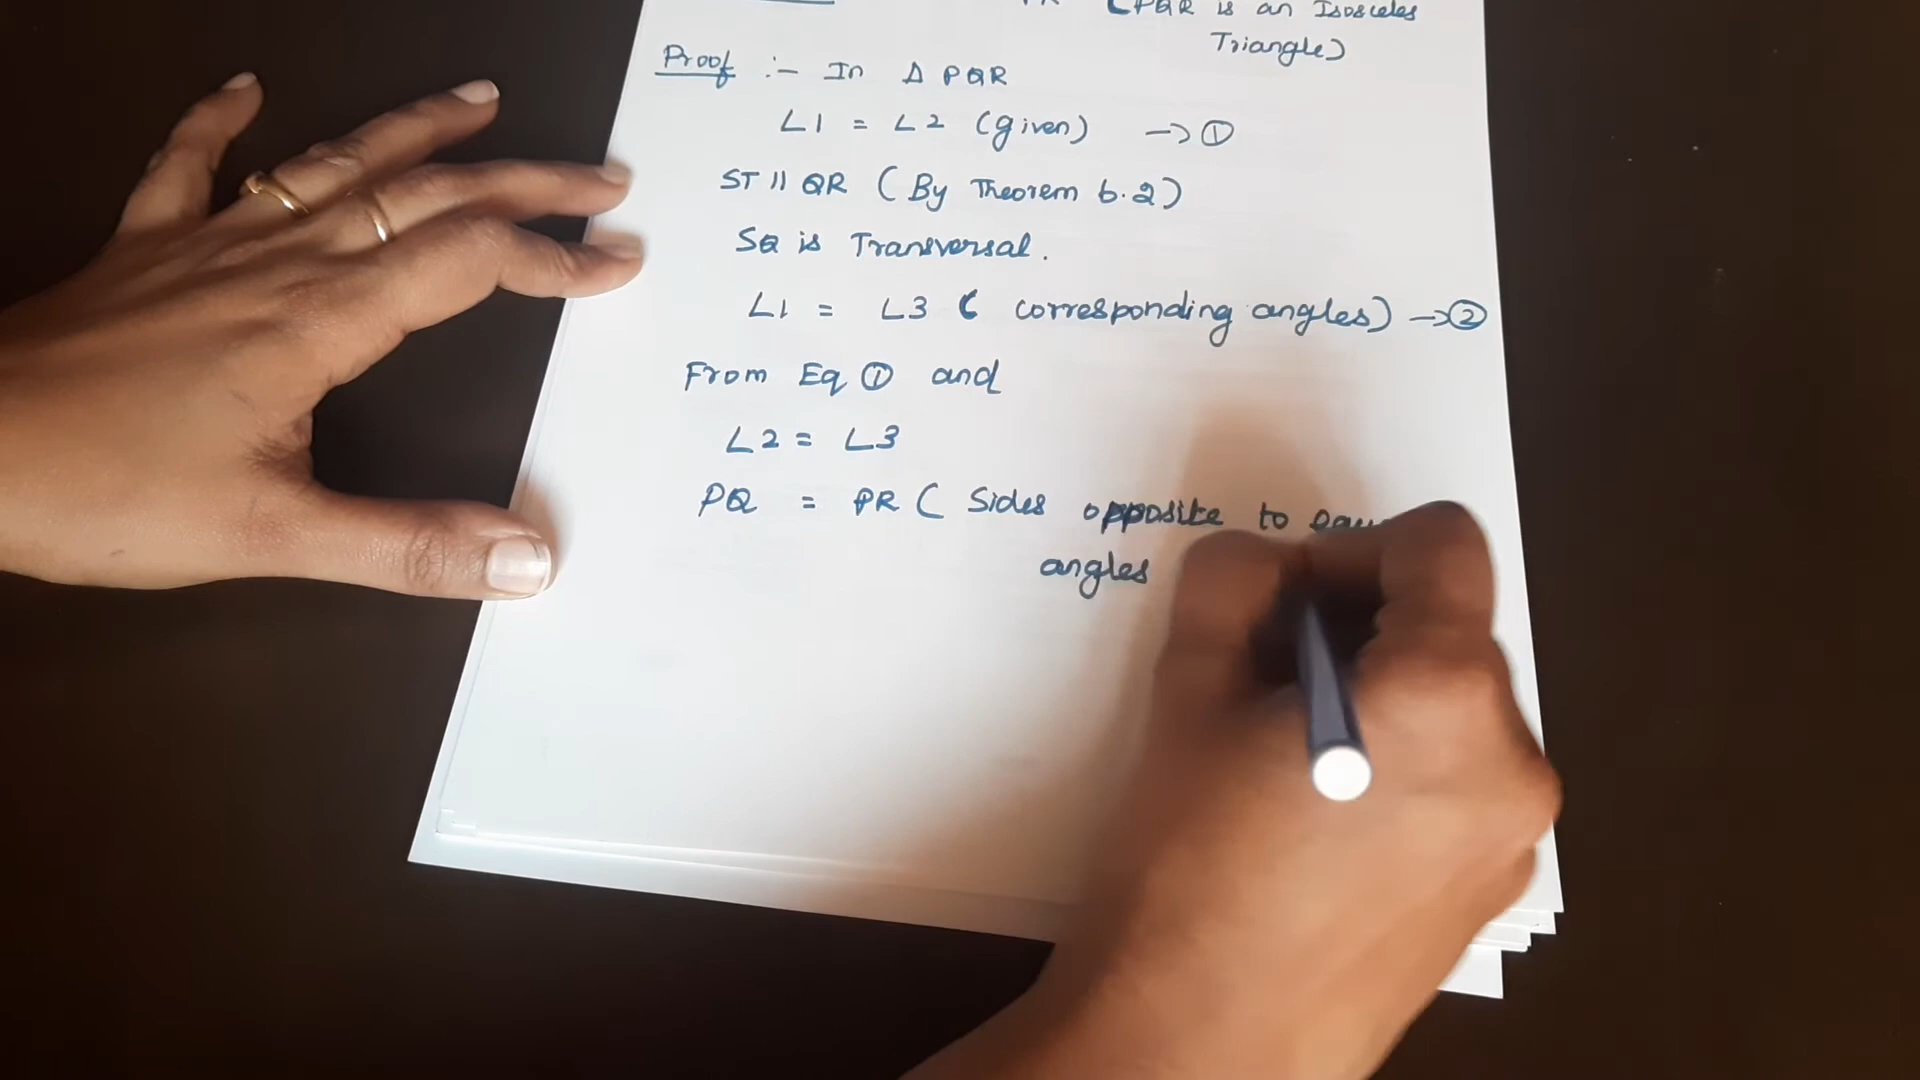 (PQR is an Isosceles
Triangle)
Proof :- In Δ PQR
∠1 = ∠2 (given) → ①
ST || QR (By Theorem 6.2)
SQ is Transversal.
∠1 = ∠3 ( corresponding angles) → ②
From Eq ① and
∠2 = ∠3
PQ = PR ( Sides opposite to
angles